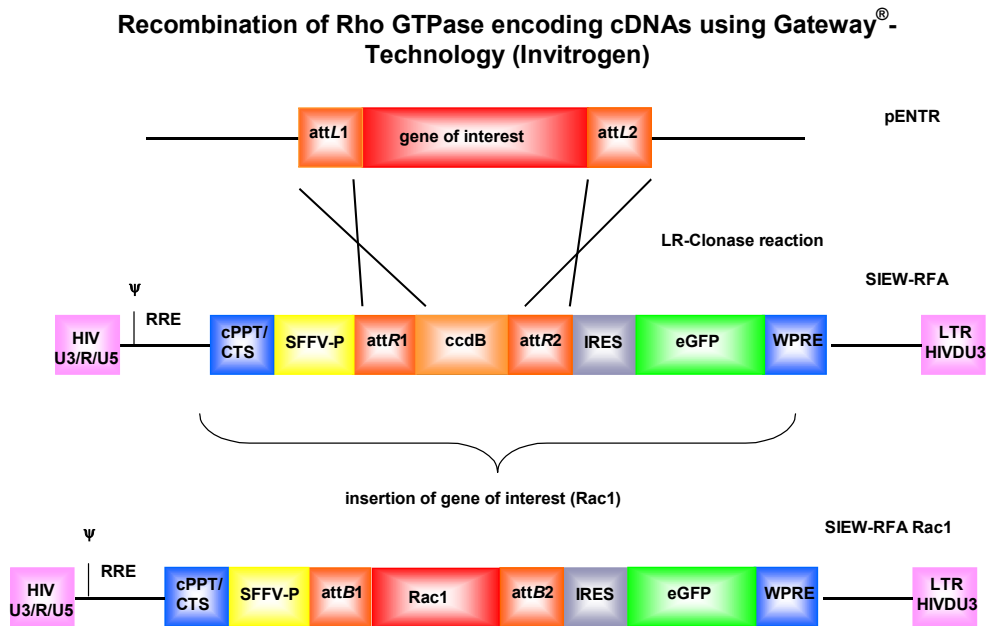 Recombination of Rho GTPase encoding cDNAs using Gateway®-
Technology (Invitrogen)
pENTR
attL1 gene of interest attL2
LR-Clonase reaction
SIEW-RFA
ψ
RRE
HIV
U3/R/U5
cPPT/
CTS
SFFV-P
attR1
ccdB
attR2
IRES
eGFP
WPRE
LTR
HIVDU3
insertion of gene of interest (Rac1)
SIEW-RFA Rac1
ψ
RRE
HIV
U3/R/U5
cPPT/
CTS
SFFV-P
attB1
Rac1
attB2
IRES
eGFP
WPRE
LTR
HIVDU3